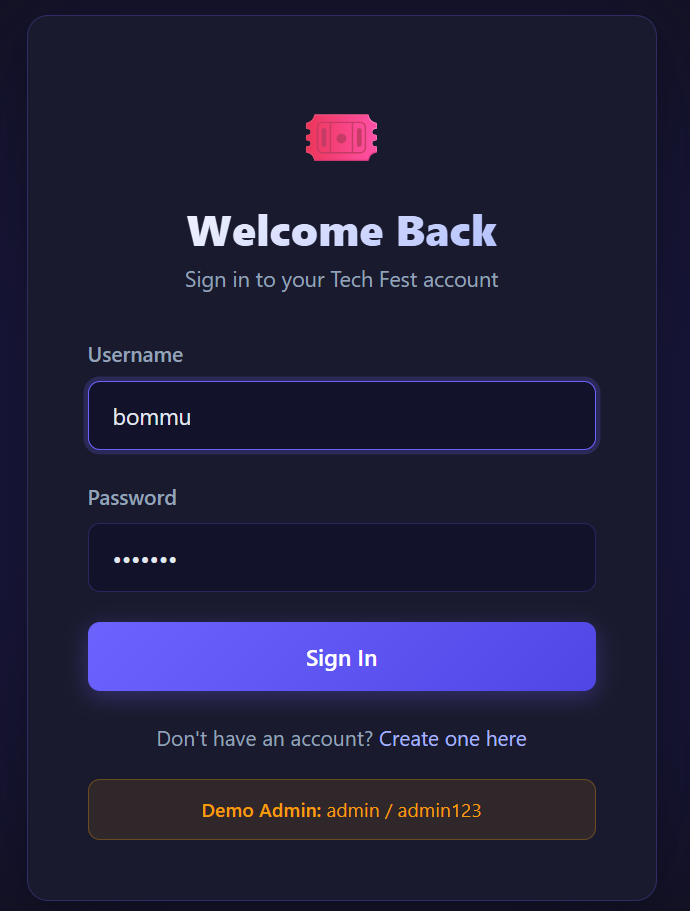 Welcome Back
Sign in to your Tech Fest account
Username
bommu
Password
•••••••
Sign In
Don't have an account? Create one here
Demo Admin: admin / admin123